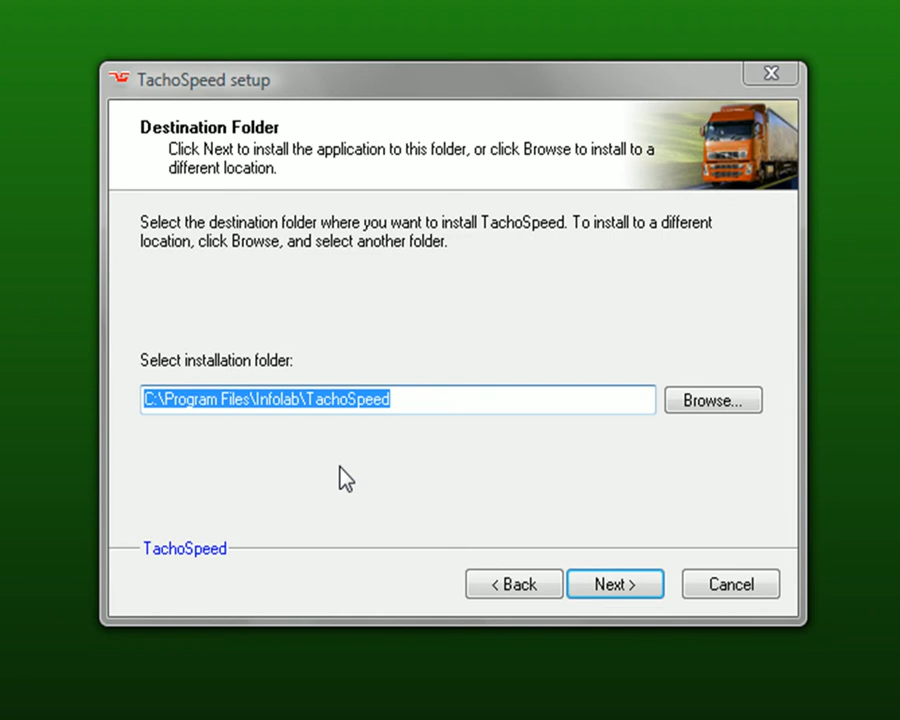 TachoSpeed setup
Destination Folder
Click Next to install the application to this folder, or click Browse to install to a
different location.
Select the destination folder where you want to install TachoSpeed. To install to a different
location, click Browse, and select another folder.
Select installation folder:
C:\Program Files\Infolab\TachoSpeed
Browse...
TachoSpeed
< Back
Next >
Cancel